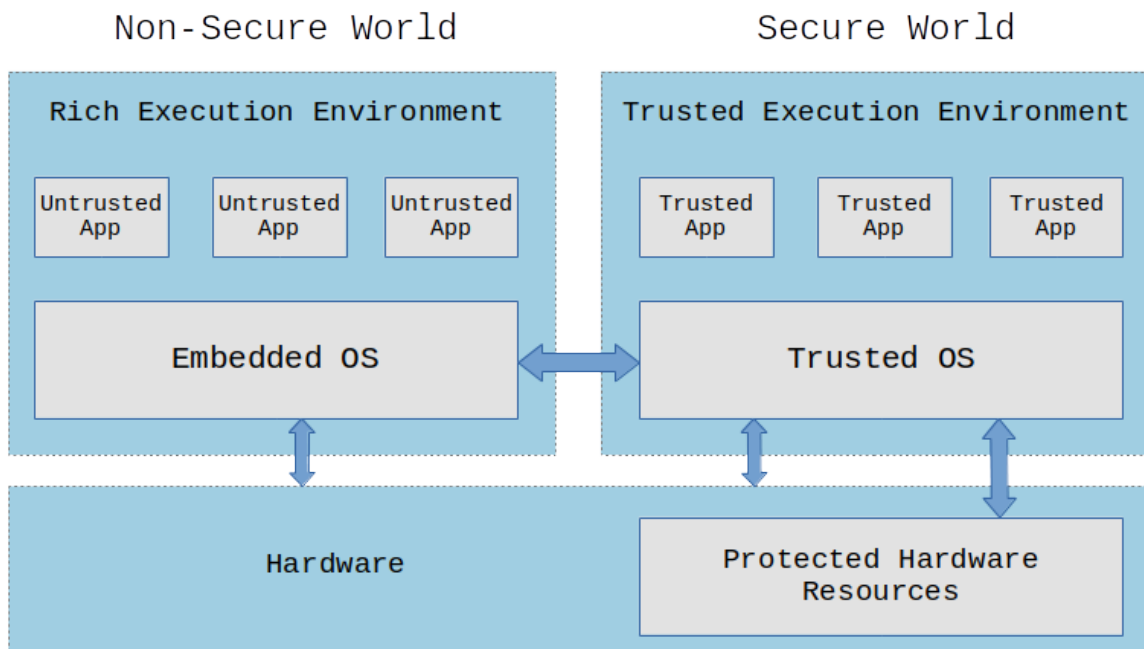 Non-Secure World
Secure World
Rich Execution Environment
Trusted Execution Environment
Untrusted
App
Untrusted
App
Untrusted
App
Trusted
App
Trusted
App
Trusted
App
Embedded OS
Trusted OS
Hardware
Protected Hardware
Resources